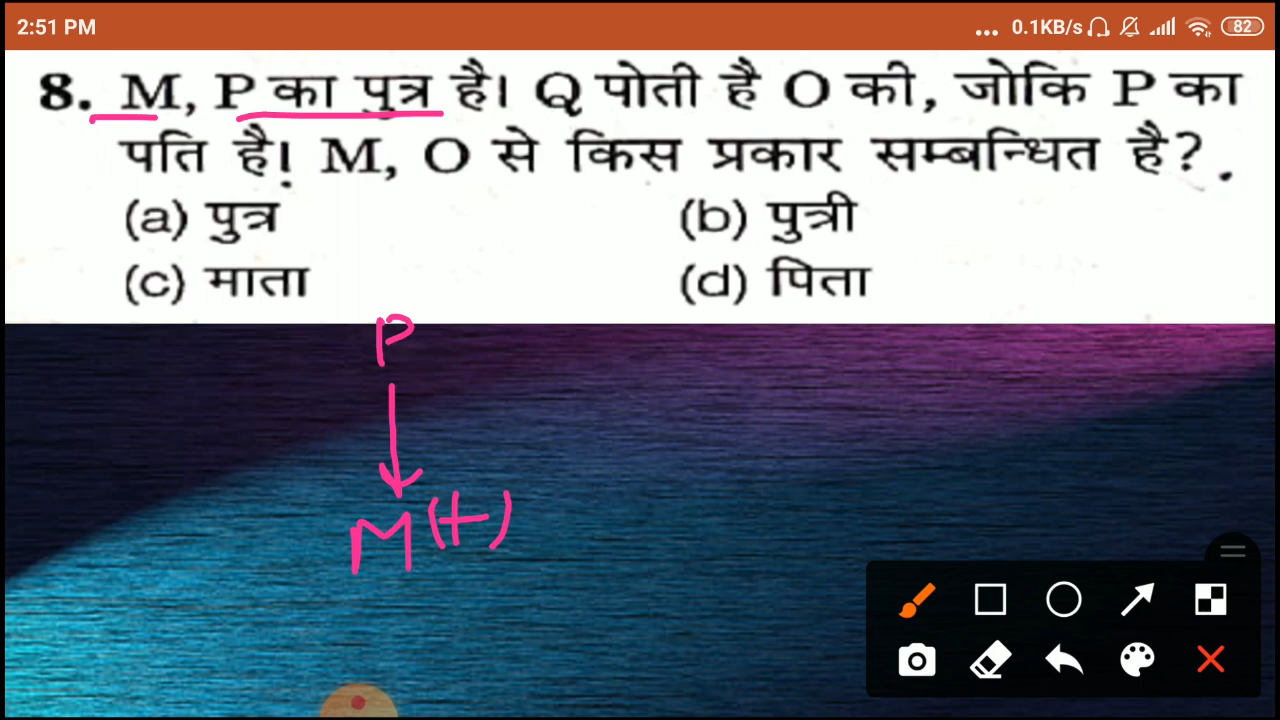 2:51 PM
... 0.1KB/s 82
8. M, P का पुत्र है। Q पोती है O की, जोकि P का
पति है। M, O से किस प्रकार सम्बन्धित है?
(a) पुत्र (b) पुत्री
(c) माता (d) पिता
P
M (+)